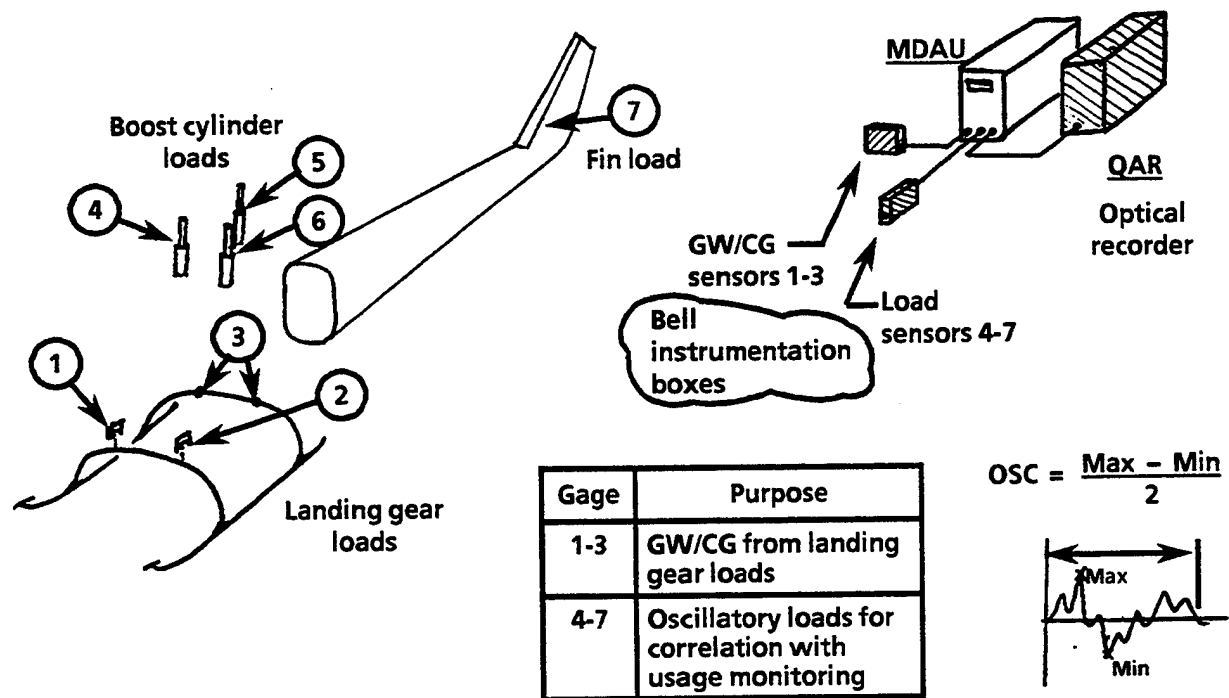 MDAU
7
Boost cylinder
loads
Fin load
5
4
6
QAR
Optical
recorder
GW/CG
sensors 1-3
Load
sensors 4-7
Bell
instrumentation
boxes
1
3
2
Landing gear
loads
Gage Purpose
1-3 GW/CG from landing
gear loads
4-7 Oscillatory loads for
correlation with
usage monitoring
OSC = Max – Min
2
Max
Min